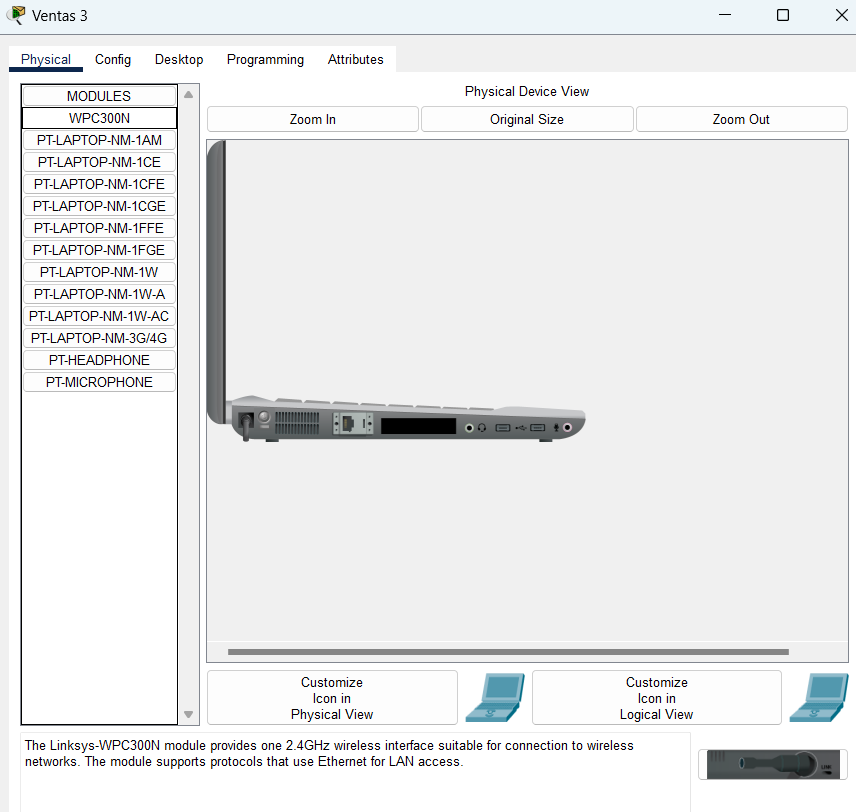 Ventas 3
Physical Config Desktop Programming Attributes
MODULES
WPC300N
PT-LAPTOP-NM-1AM
PT-LAPTOP-NM-1CE
PT-LAPTOP-NM-1CFE
PT-LAPTOP-NM-1CGE
PT-LAPTOP-NM-1FFE
PT-LAPTOP-NM-1FGE
PT-LAPTOP-NM-1W
PT-LAPTOP-NM-1W-A
PT-LAPTOP-NM-1W-AC
PT-LAPTOP-NM-3G/4G
PT-HEADPHONE
PT-MICROPHONE
Physical Device View
Zoom In Original Size Zoom Out
Customize
Icon in
Physical View
Customize
Icon in
Logical View
The Linksys-WPC300N module provides one 2.4GHz wireless interface suitable for connection to wireless
networks. The module supports protocols that use Ethernet for LAN access.